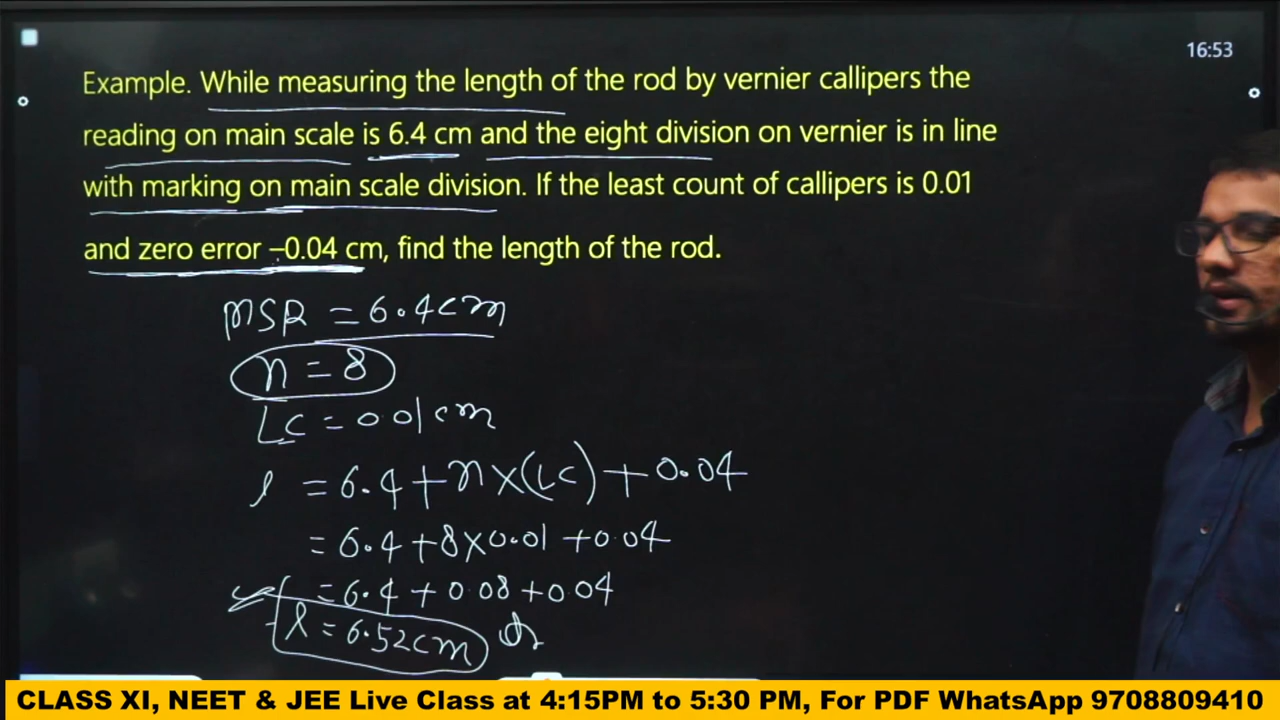 16:53
Example. While measuring the length of the rod by vernier callipers the
reading on main scale is 6.4 cm and the eight division on vernier is in line
with marking on main scale division. If the least count of callipers is 0.01
and zero error –0.04 cm, find the length of the rod.
MSR = 6.4cm
n = 8
LC = 0.01cm
l = 6.4 + n×(LC) + 0.04
= 6.4 + 8×0.01 + 0.04
= 6.4 + 0.08 + 0.04
l = 6.52cm
CLASS XI, NEET & JEE Live Class at 4:15PM to 5:30 PM, For PDF WhatsApp 9708809410